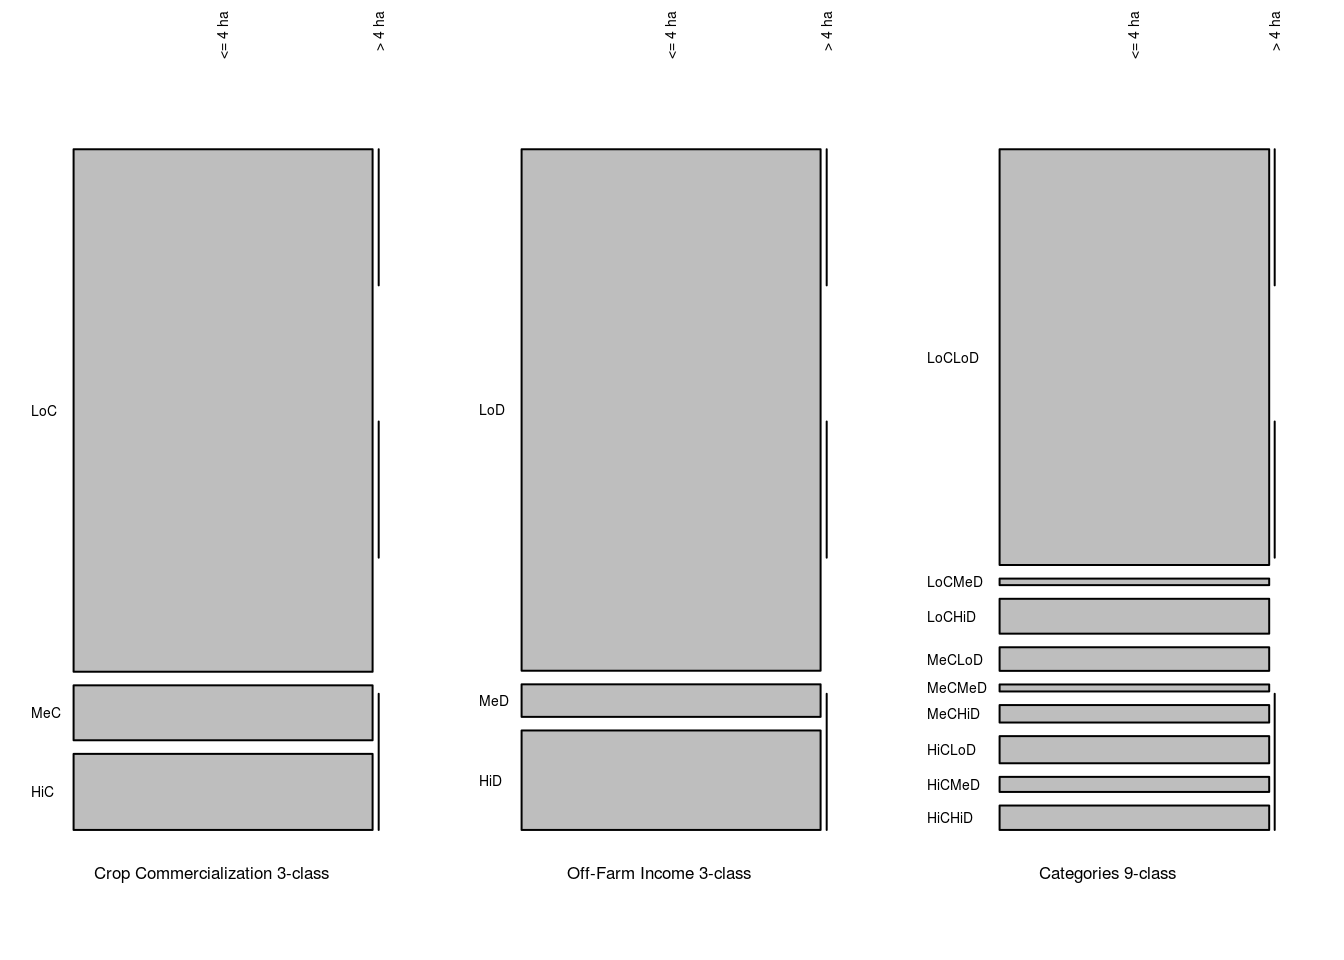 <= 4 ha
> 4 ha
LoC
MeC
HiC
Crop Commercialization 3-class
<= 4 ha
> 4 ha
LoD
MeD
HiD
Off-Farm Income 3-class
<= 4 ha
> 4 ha
LoCLoD
LoCMeD
LoCHiD
MeCLoD
MeCMeD
MeCHiD
HiCLoD
HiCMeD
HiCHiD
Categories 9-class